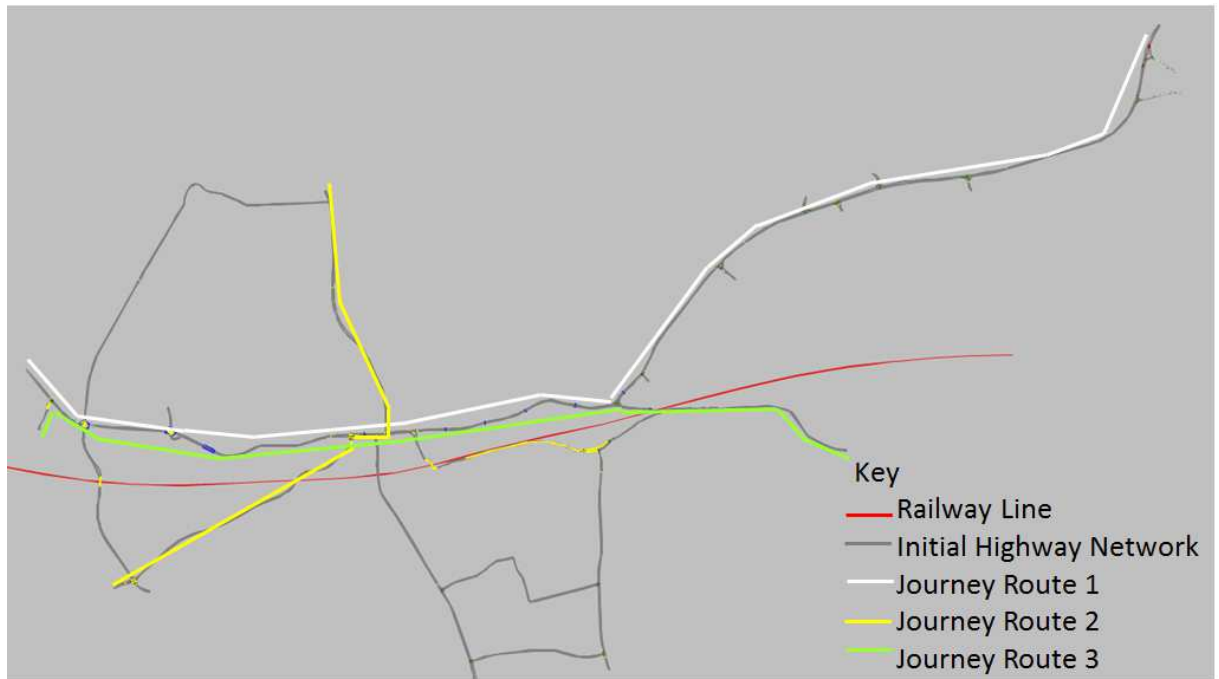 Key
Railway Line
Initial Highway Network
Journey Route 1
Journey Route 2
Journey Route 3